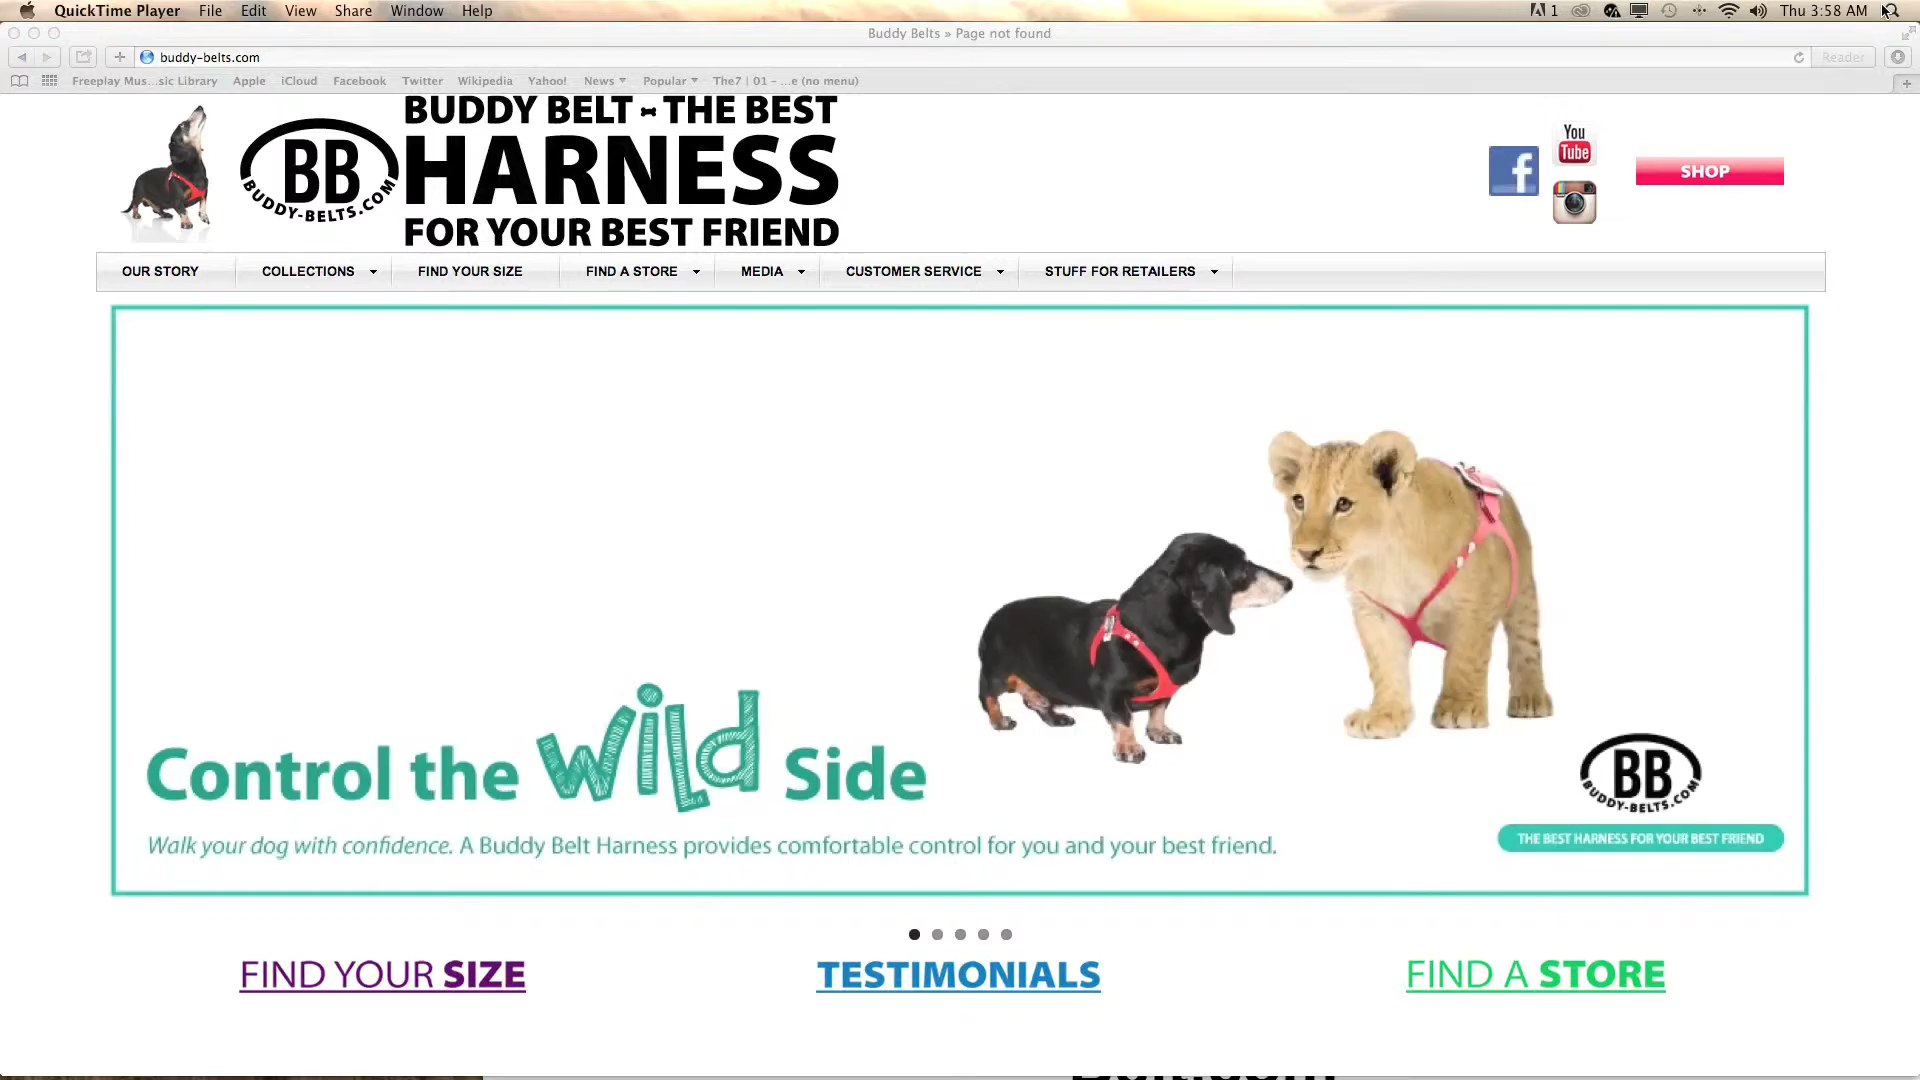 QuickTime Player File Edit View Share Window Help 1 Thu 3:58 AM
Buddy Belts » Page not found
buddy-belts.com Reader
Freeplay Mus...sic Library Apple iCloud Facebook Twitter Wikipedia Yahoo! News Popular The7 | 01 - ...e (no menu)
BB
BUDDY-BELTS.COM
BUDDY BELT - THE BEST
HARNESS
FOR YOUR BEST FRIEND
f
You
Tube
SHOP
OUR STORY COLLECTIONS FIND YOUR SIZE FIND A STORE MEDIA CUSTOMER SERVICE STUFF FOR RETAILERS
Control the wild Side
Walk your dog with confidence. A Buddy Belt Harness provides comfortable control for you and your best friend.
BB
BUDDY-BELTS.COM
THE BEST HARNESS FOR YOUR BEST FRIEND
FIND YOUR SIZE TESTIMONIALS FIND A STORE